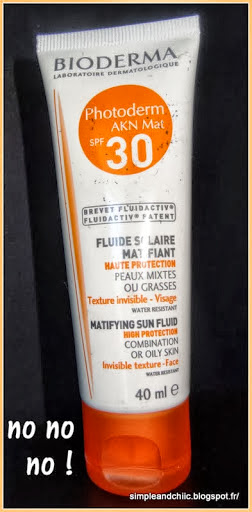 BIODERMA
LABORATOIRE DERMATOLOGIQUE
Photoderm
AKN Mat
SPF 30
BREVET FLUIDACTIV®
FLUIDACTIV® PATENT
FLUIDE SOLAIRE
MATIFIANT
HAUTE PROTECTION
PEAUX MIXTES
OU GRASSES
Texture invisible - Visage
WATER RESISTANT
MATIFYING SUN FLUID
HIGH PROTECTION
COMBINATION
OR OILY SKIN
Invisible texture - Face
WATER RESISTANT
40 ml e
no no
no !
simpleandchiic.blogspot.fr/